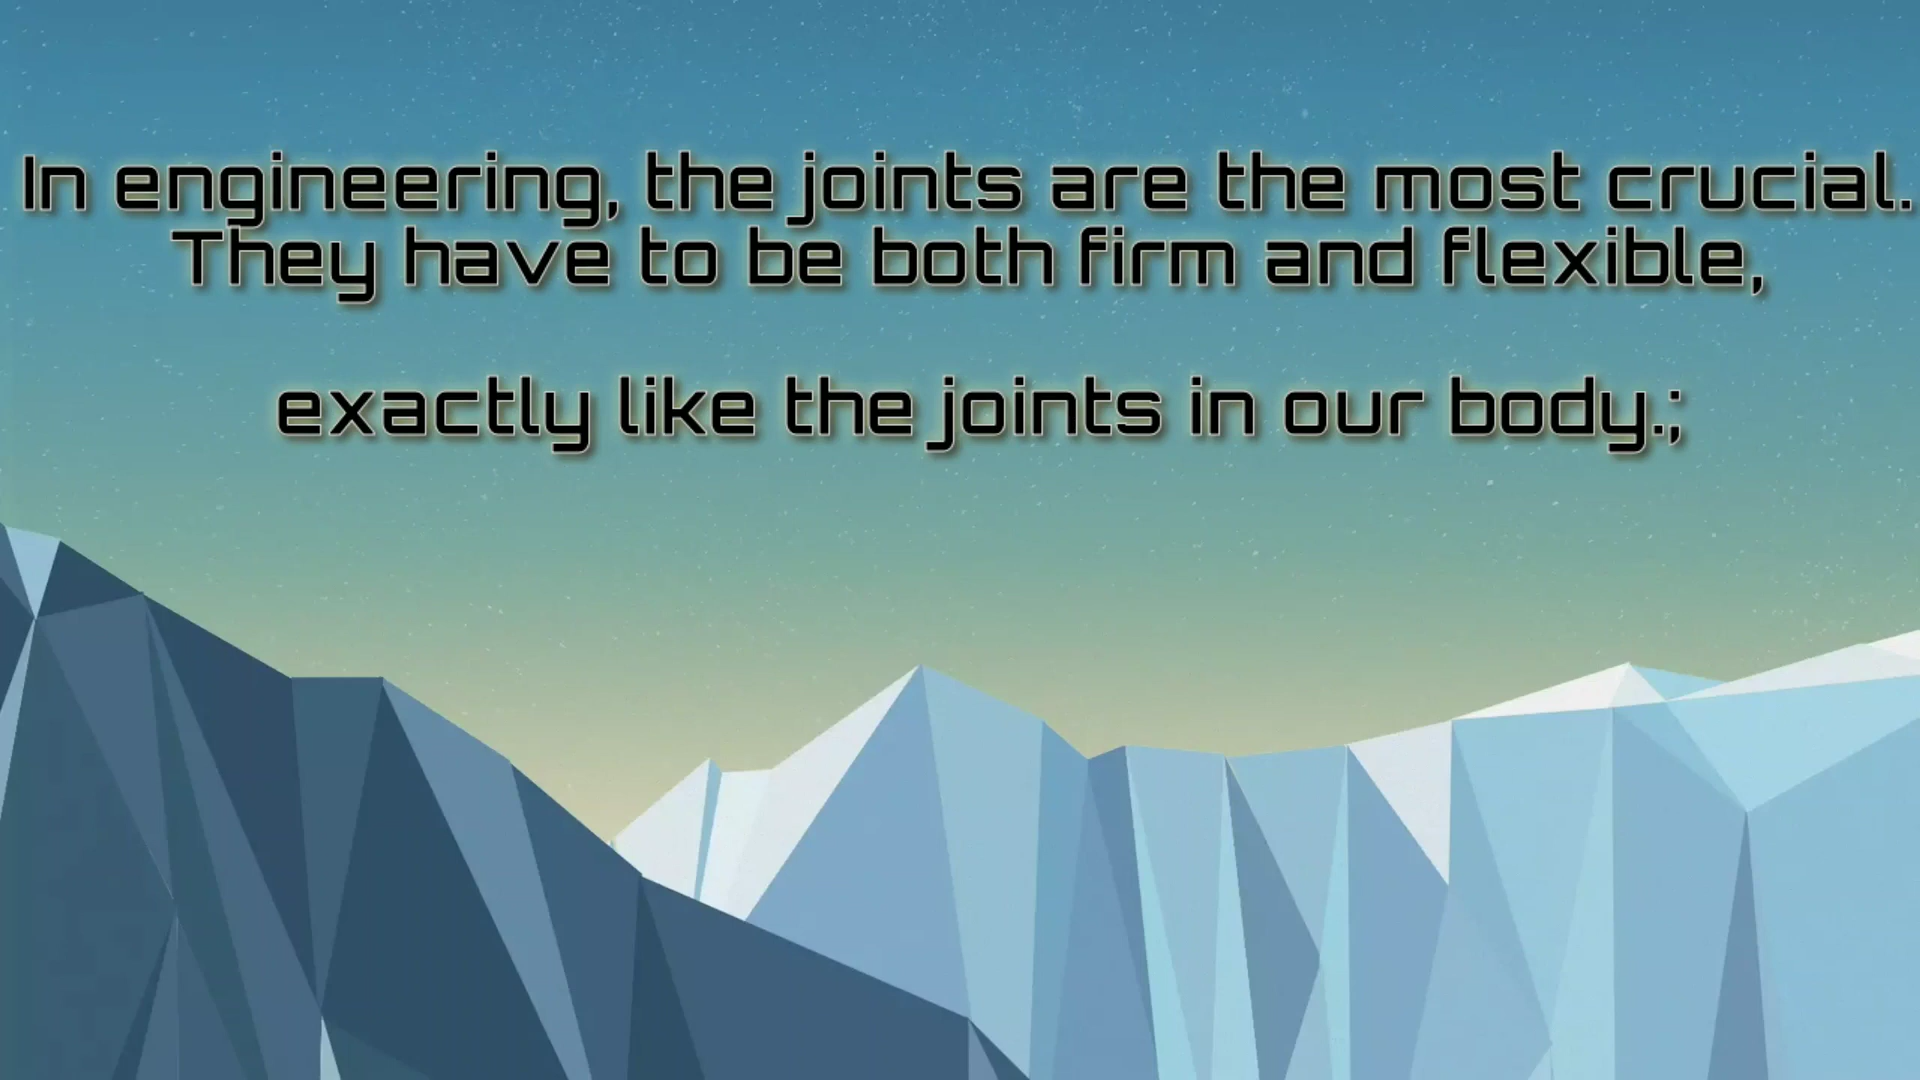 In engineering, the joints are the most crucial.
They have to be both firm and flexible,
exactly like the joints in our body.;